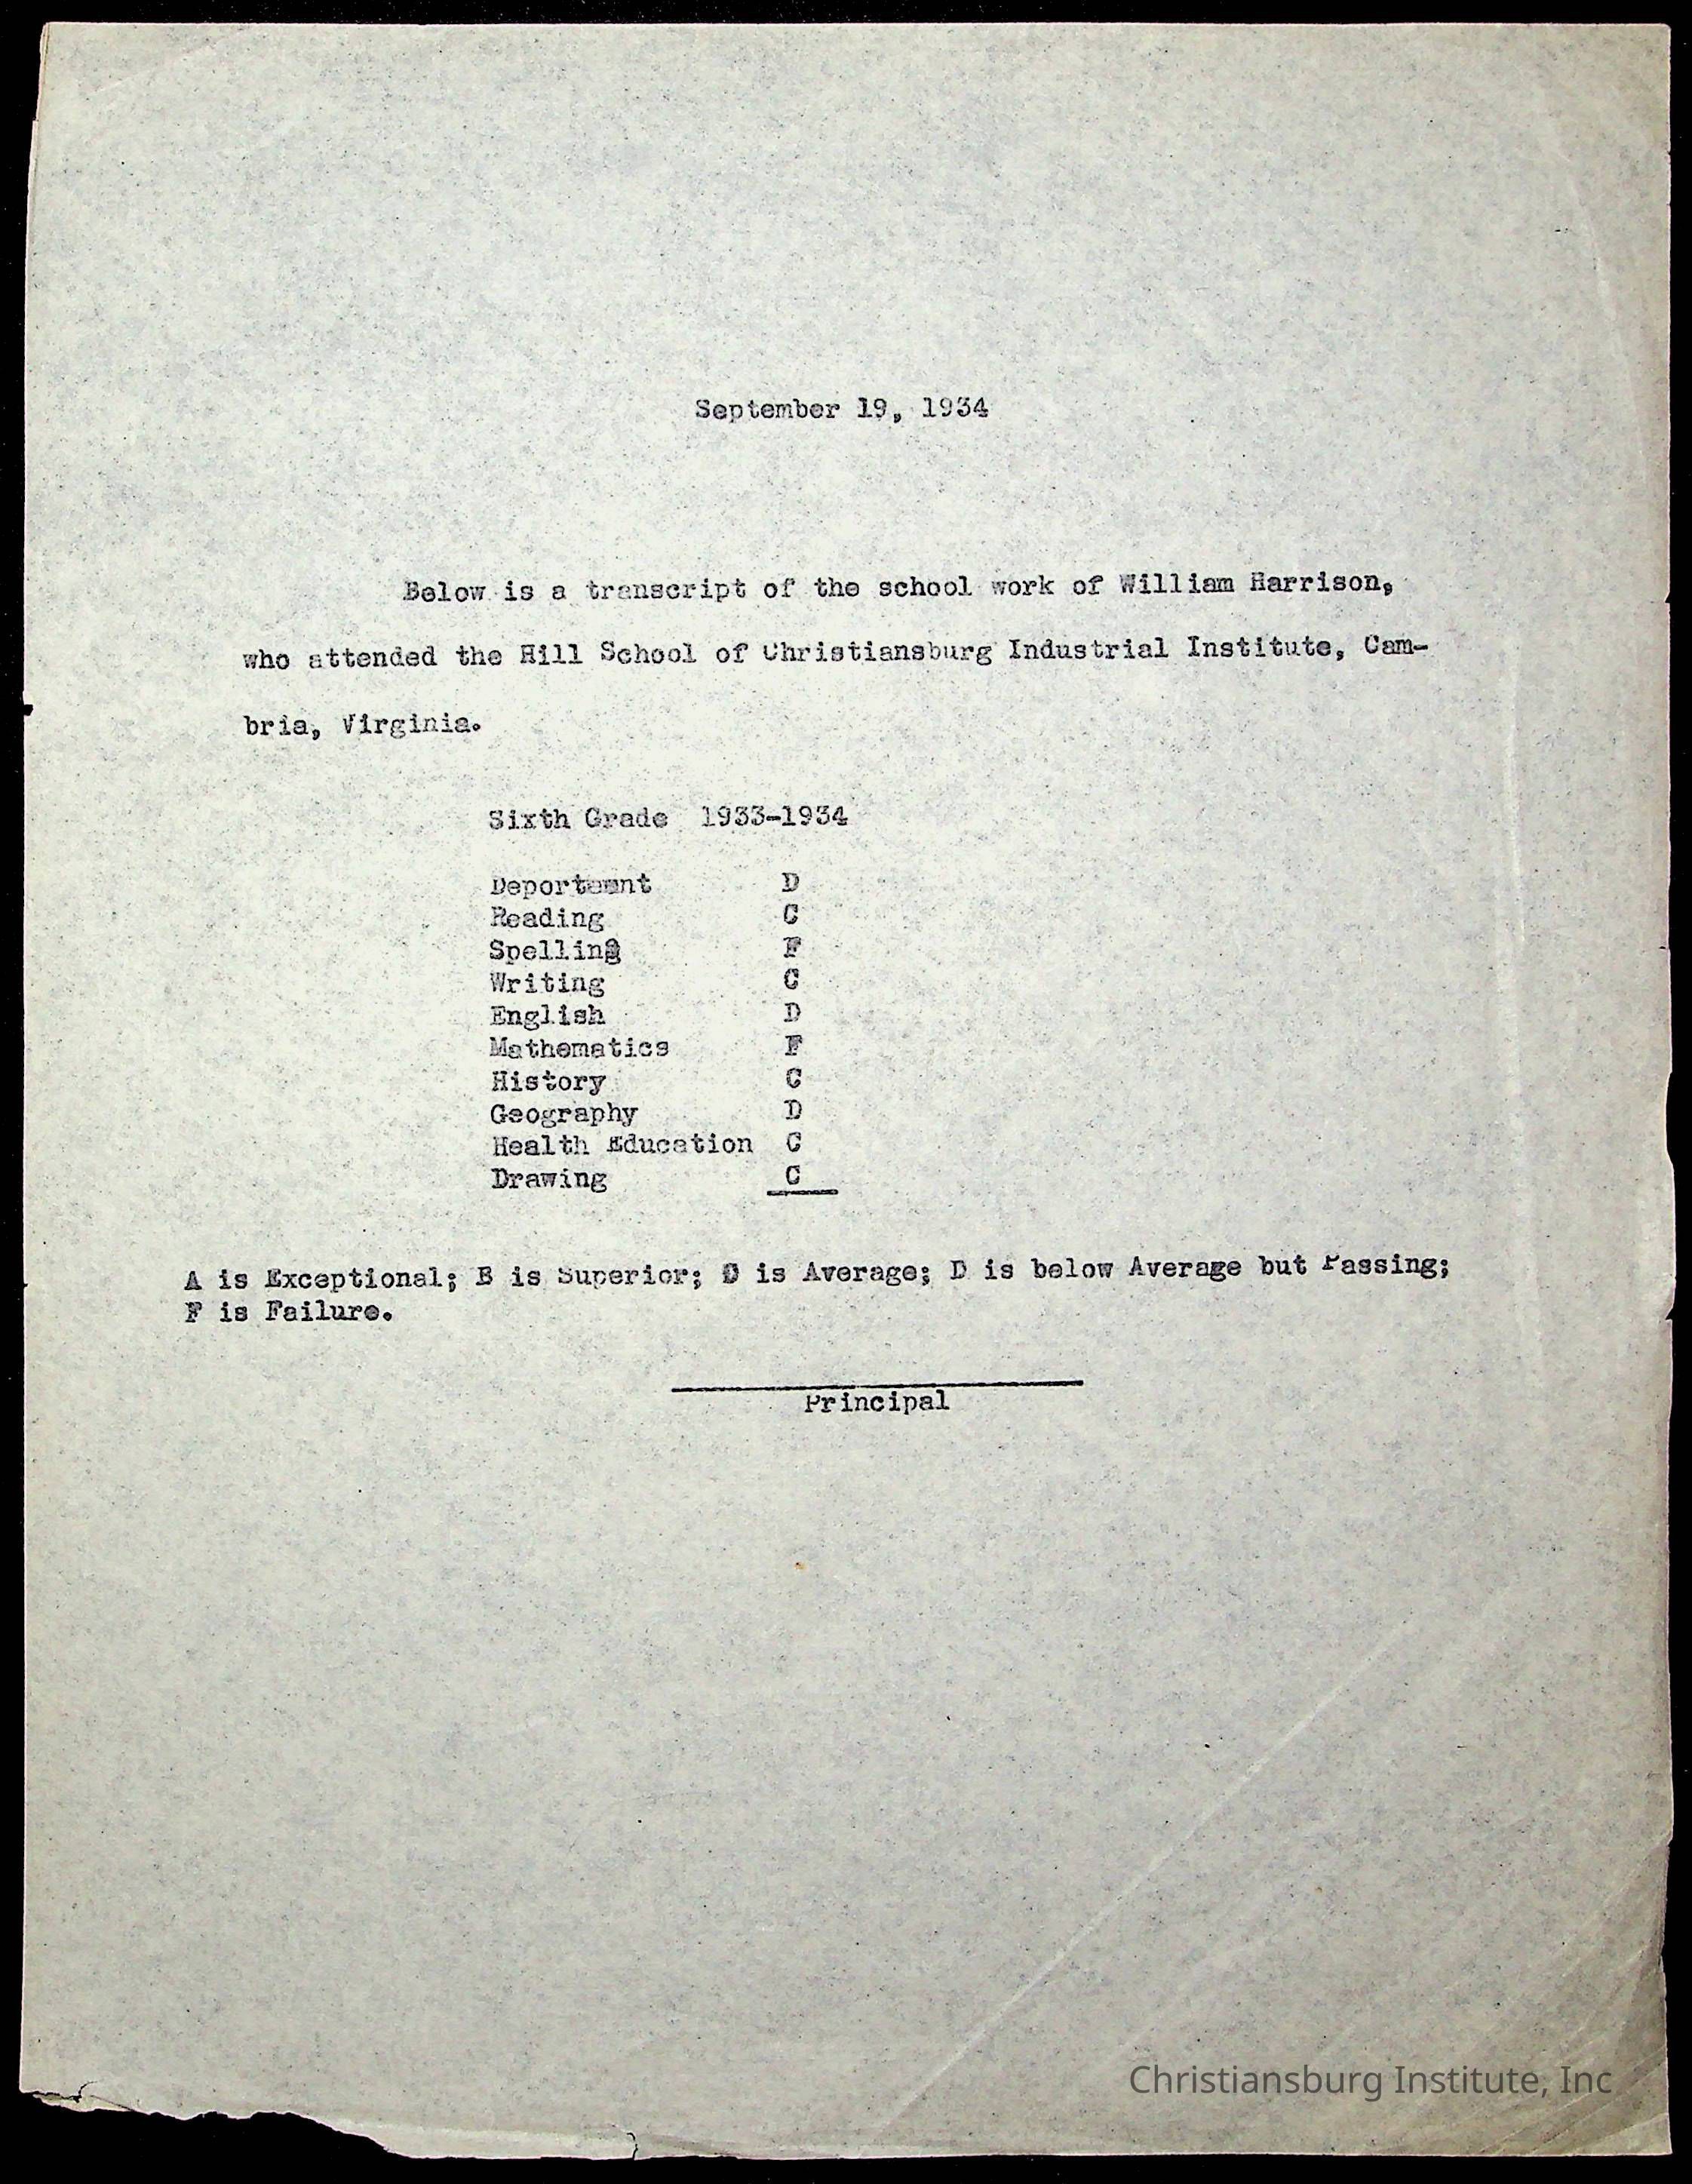 September 19, 1934
Below is a transcript of the school work of William Harrison,
who attended the Hill School of Christiansburg Industrial Institute, Cam-
bria, Virginia.
Sixth Grade 1933-1934
Deportemnt D
Reading C
Spelling F
Writing C
English D
Mathematics F
History C
Geography D
Health Education C
Drawing C
A is Exceptional; B is Superior; C is Average; D is below Average but Passing;
F is Failure.
Principal
Christiansburg Institute, Inc